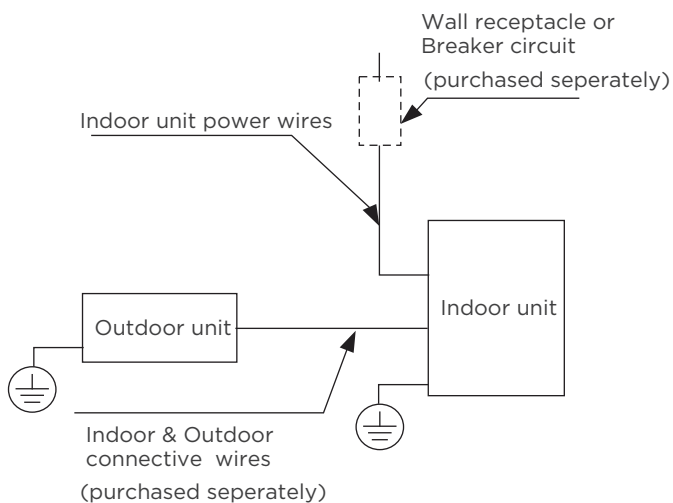 Wall receptacle or
Breaker circuit
(purchased seperately)
Indoor unit power wires
Indoor unit
Outdoor unit
Indoor & Outdoor
connective wires
(purchased seperately)